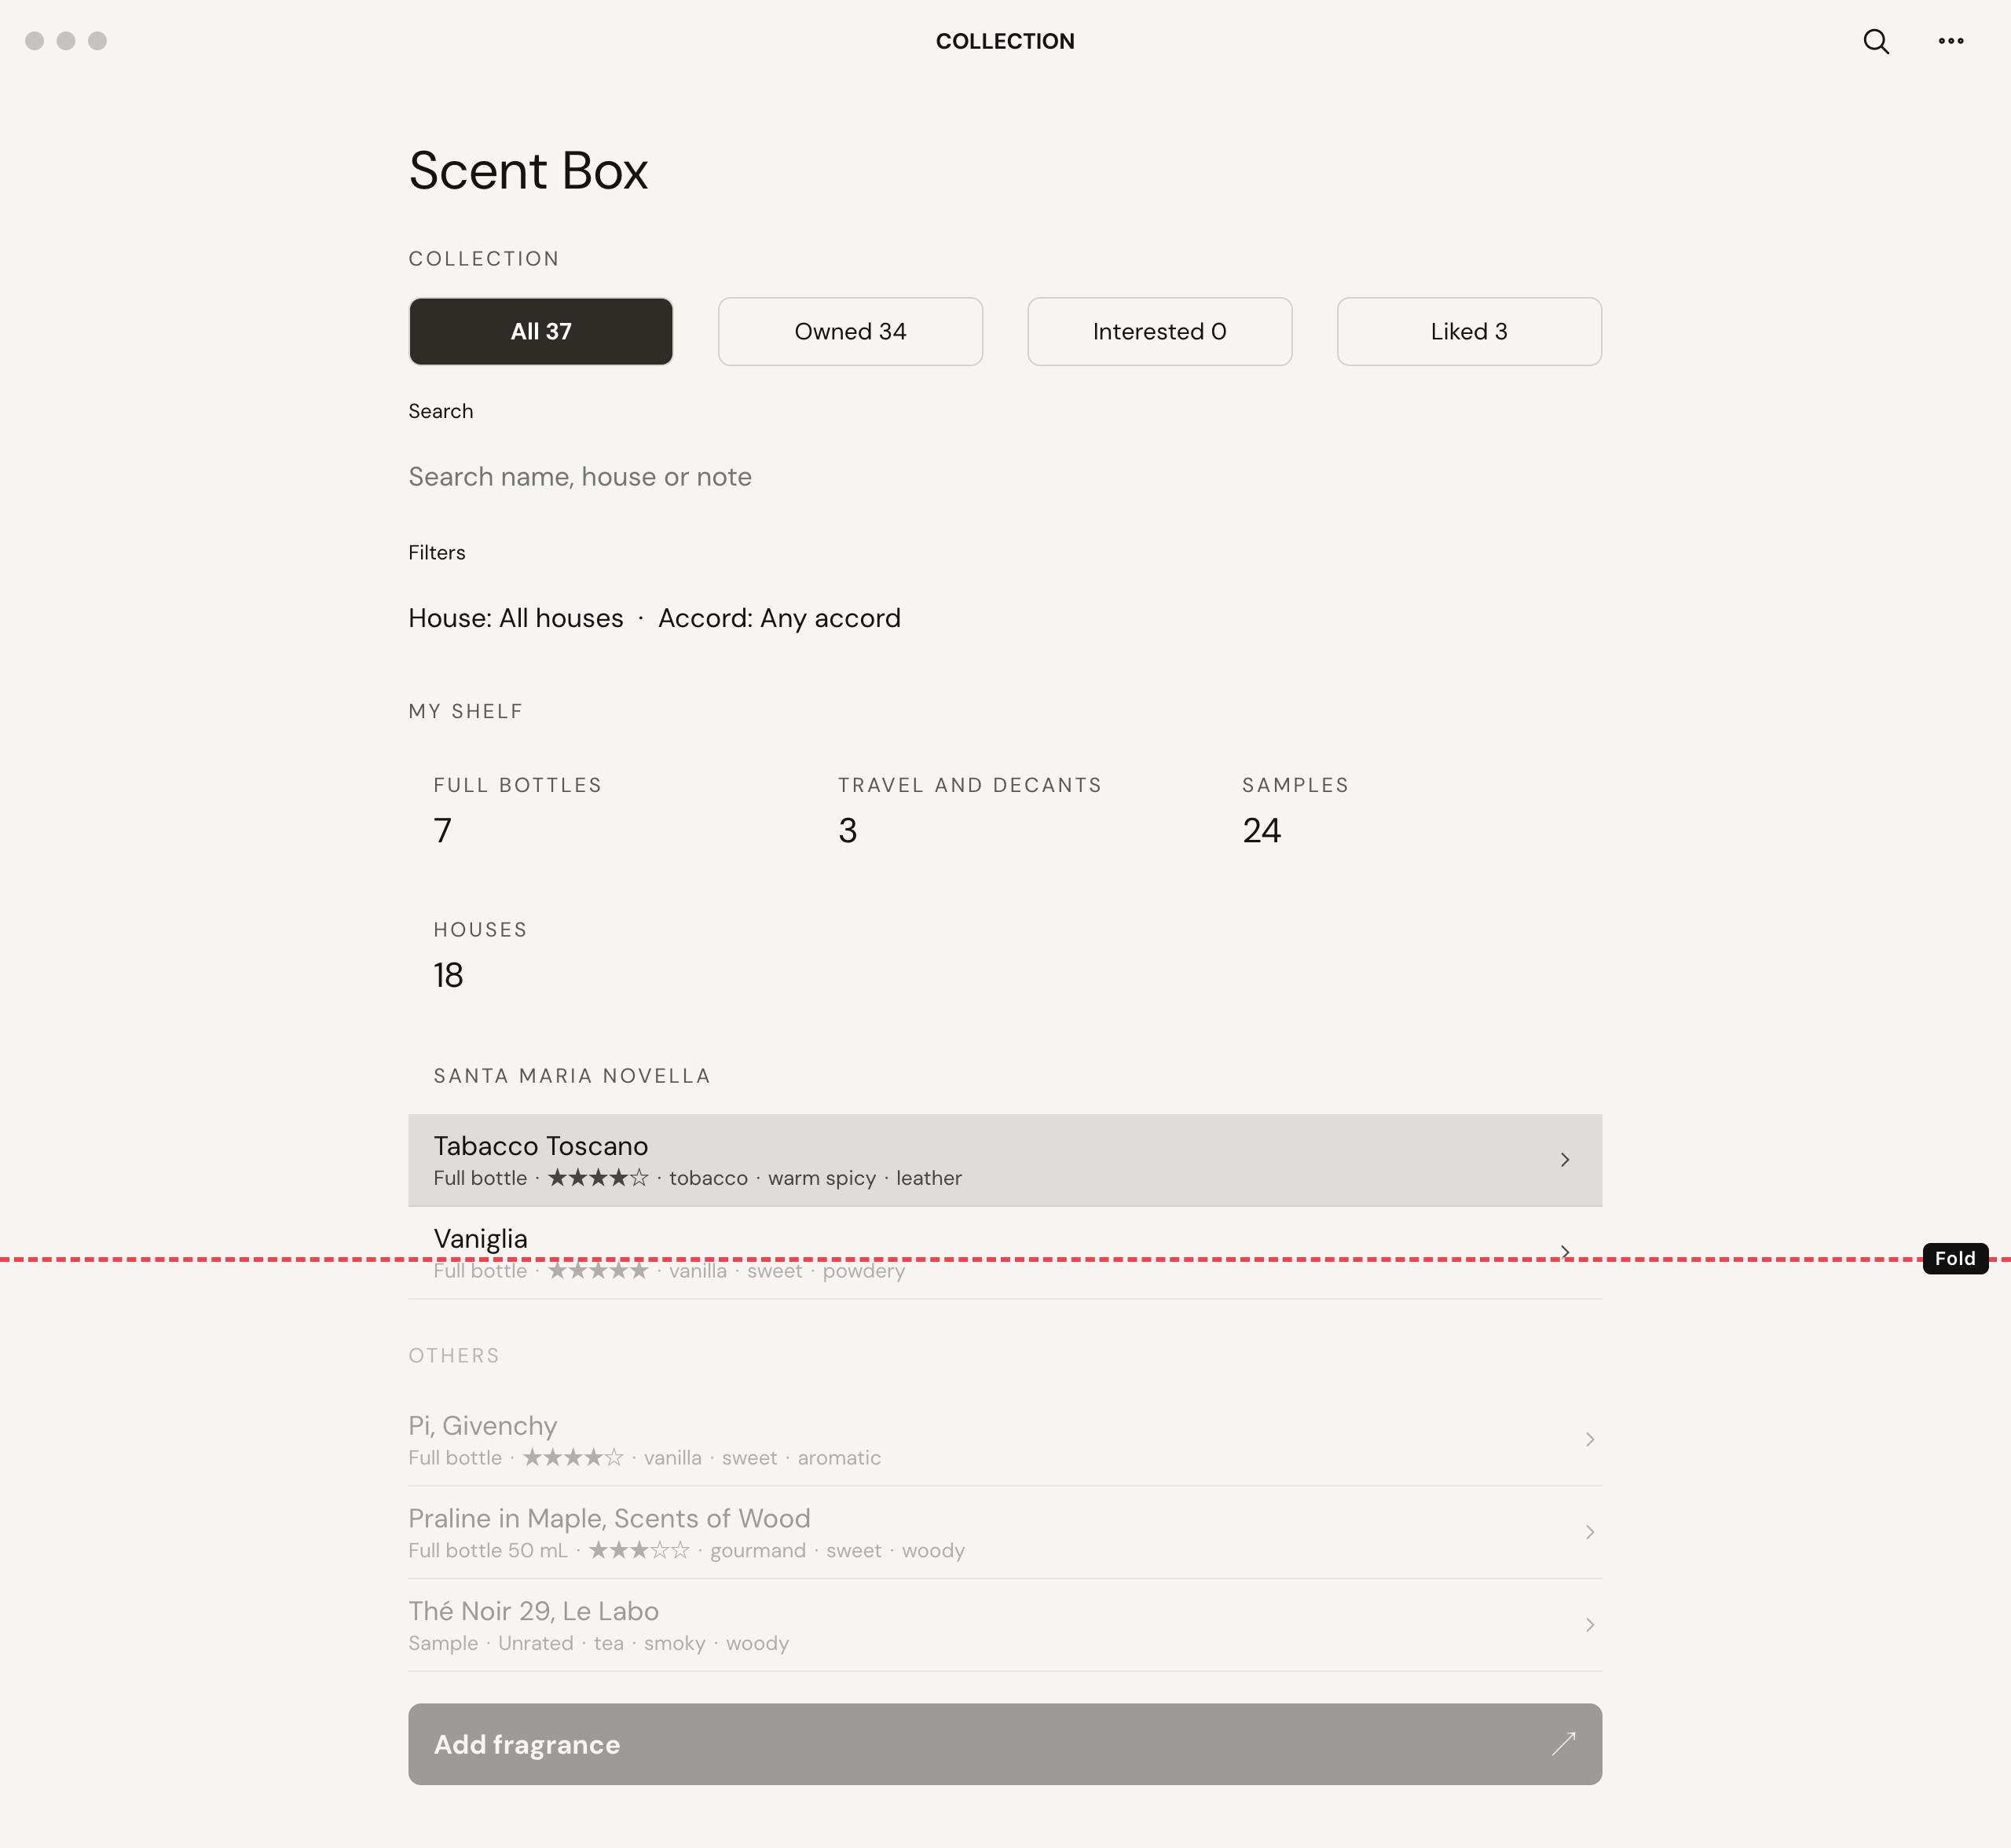 COLLECTION
Scent Box
COLLECTION
All 37
Owned 34
Interested 0
Liked 3
Search
Search name, house or note
Filters
House: All houses · Accord: Any accord
MY SHELF
FULL BOTTLES
7
TRAVEL AND DECANTS
3
SAMPLES
24
HOUSES
18
SANTA MARIA NOVELLA
Tabacco Toscano
Full bottle · ★★★★☆ · tobacco · warm spicy · leather
Vaniglia
Fold
Full bottle · ★★★★★ · vanilla · sweet · powdery
OTHERS
Pi, Givenchy
Full bottle · ★★★★☆ · vanilla · sweet · aromatic
Praline in Maple, Scents of Wood
Full bottle 50 mL · ★★★☆☆ · gourmand · sweet · woody
Thé Noir 29, Le Labo
Sample · Unrated · tea · smoky · woody
Add fragrance